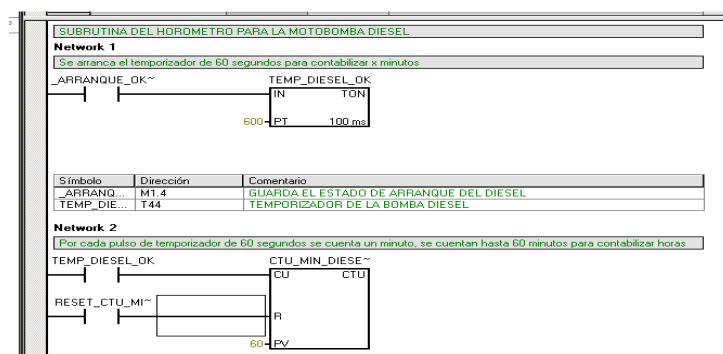 SUBRUTINA DEL HOROMETRO PARA LA MOTOBOMBA DIESEL
Network 1
Se arranca el temporizador de 60 segundos para contabilizar x minutos
_ARRANQUE_OK~ TEMP_DIESEL_OK
IN TON
600 PT 100 ms
Símbolo Dirección Comentario
_ARRANQ... M1.4 GUARDA EL ESTADO DE ARRANQUE DEL DIESEL
TEMP_DIE... T44 TEMPORIZADOR DE LA BOMBA DIESEL
Network 2
Por cada pulso de temporizador de 60 segundos se cuenta un minuto, se cuentan hasta 60 minutos para contabilizar horas
TEMP_DIESEL_OK CTU_MIN_DIESE~
CU CTU
RESET_CTU_MI~
R
60 PV